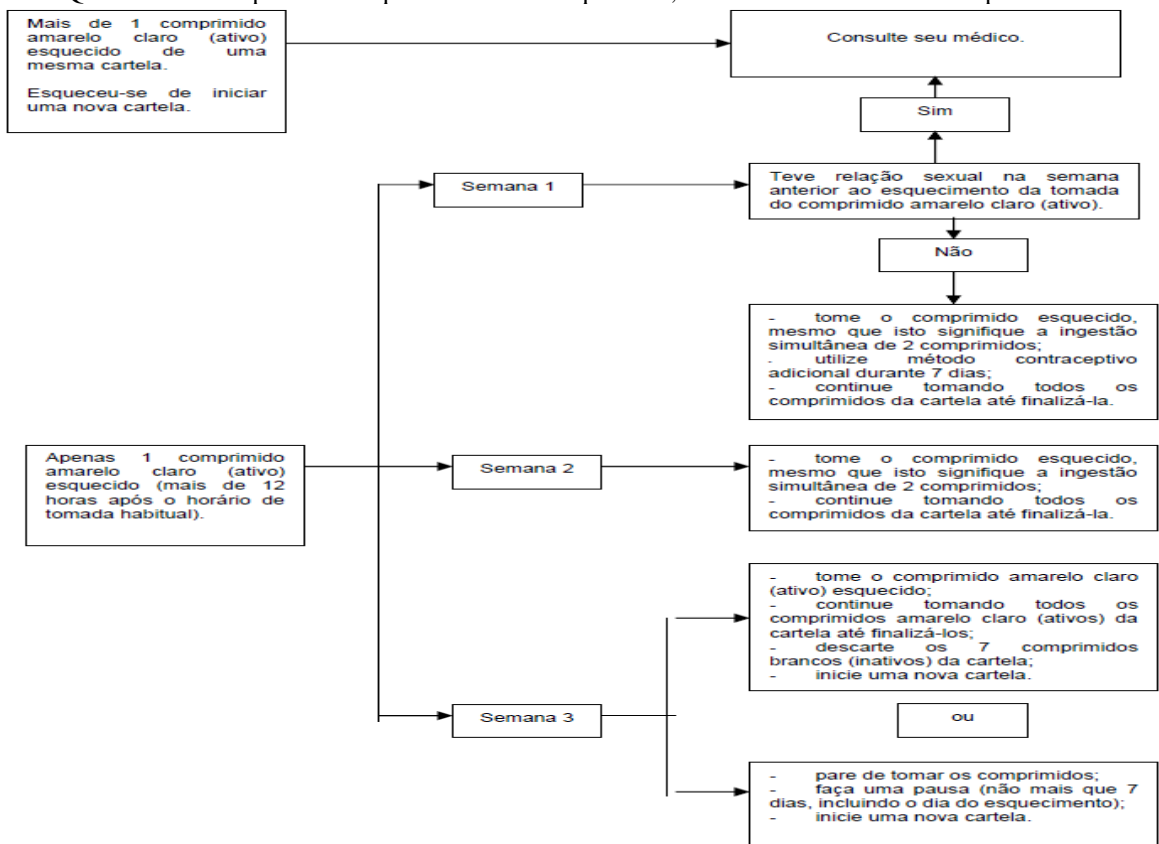 Mais de 1 comprimido
amarelo claro (ativo)
esquecido de uma
mesma cartela.
Esqueceu-se de iniciar
uma nova cartela.
Consulte seu médico.
Sim
Semana 1
Teve relação sexual na semana
anterior ao esquecimento da tomada
do comprimido amarelo claro (ativo).
Não
- tome o comprimido esquecido,
mesmo que isto signifique a ingestão
simultânea de 2 comprimidos;
. utilize método contraceptivo
adicional durante 7 dias;
- continue tomando todos os
comprimidos da cartela até finalizá-la.
Apenas 1 comprimido
amarelo claro (ativo)
esquecido (mais de 12
horas após o horário de
tomada habitual).
Semana 2
- tome o comprimido esquecido,
mesmo que isto signifique a ingestão
simultânea de 2 comprimidos;
- continue tomando todos os
comprimidos da cartela até finalizá-la.
Semana 3
- tome o comprimido amarelo claro
(ativo) esquecido;
- continue tomando todos os
comprimidos amarelo claro (ativos) da
cartela até finalizá-los;
- descarte os 7 comprimidos
brancos (inativos) da cartela;
- inicie uma nova cartela.
ou
- pare de tomar os comprimidos;
- faça uma pausa (não mais que 7
dias, incluindo o dia do esquecimento);
- inicie uma nova cartela.